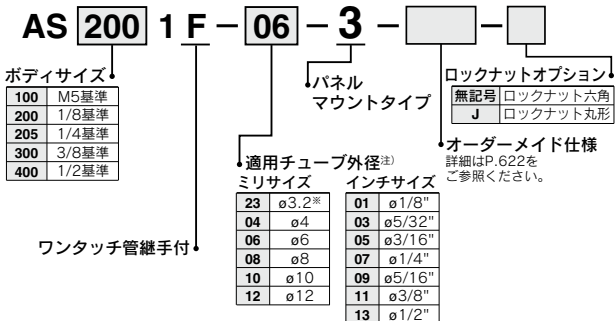 AS 200 1 F - 06 - 3 -  -
ボディサイズ
100 M5基準
200 1/8基準
205 1/4基準
300 3/8基準
400 1/2基準
ワンタッチ管継手付
適用チューブ外径注)
ミリサイズ
23 ø3.2※
04 ø4
06 ø6
08 ø8
10 ø10
12 ø12
インチサイズ
01 ø1/8"
03 ø5/32"
05 ø3/16"
07 ø1/4"
09 ø5/16"
11 ø3/8"
13 ø1/2"
パネル
マウントタイプ
オーダーメイド仕様
詳細はP.622を
ご参照ください。
ロックナットオプション
無記号 ロックナット六角
J ロックナット丸形